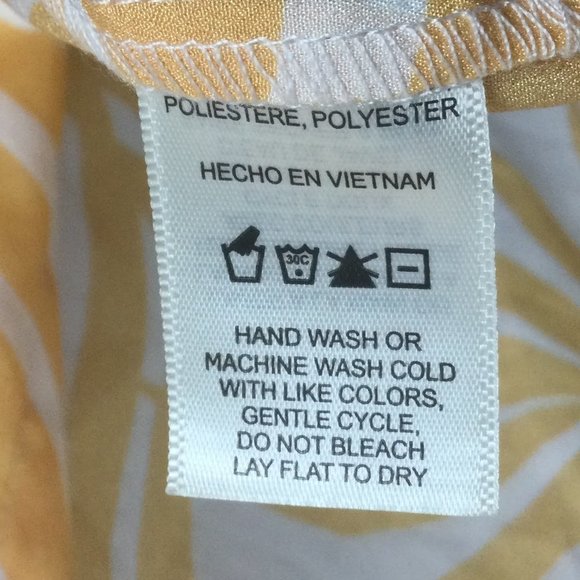 POLIESTERE, POLYESTER
HECHO EN VIETNAM
30C
HAND WASH OR
MACHINE WASH COLD
WITH LIKE COLORS,
GENTLE CYCLE,
DO NOT BLEACH
LAY FLAT TO DRY